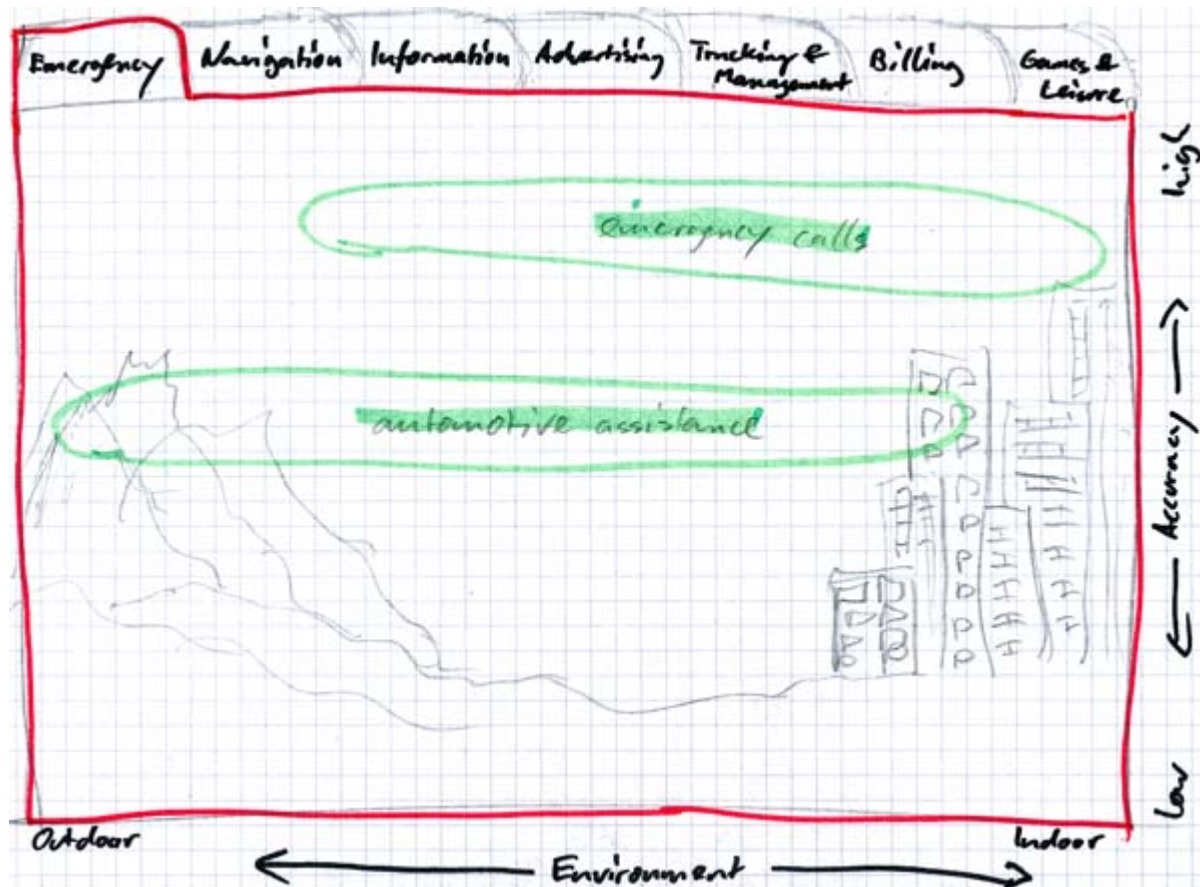 Emergency
Navigation
Information
Advertising
Tracking &
Management
Billing
Games &
Leisure
high
emergency calls
automotive assistance
Accuracy
low
Outdoor
Indoor
Environment